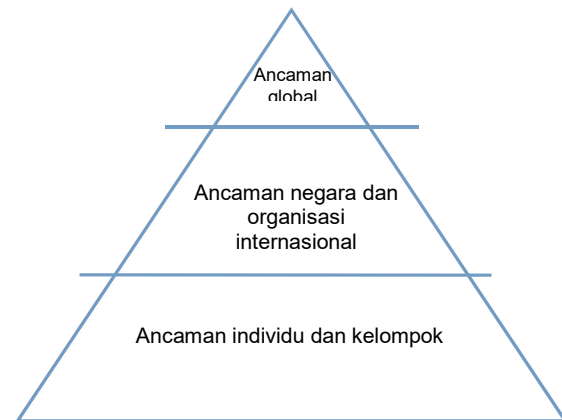 Ancaman
global
Ancaman negara dan
organisasi
internasional
Ancaman individu dan kelompok